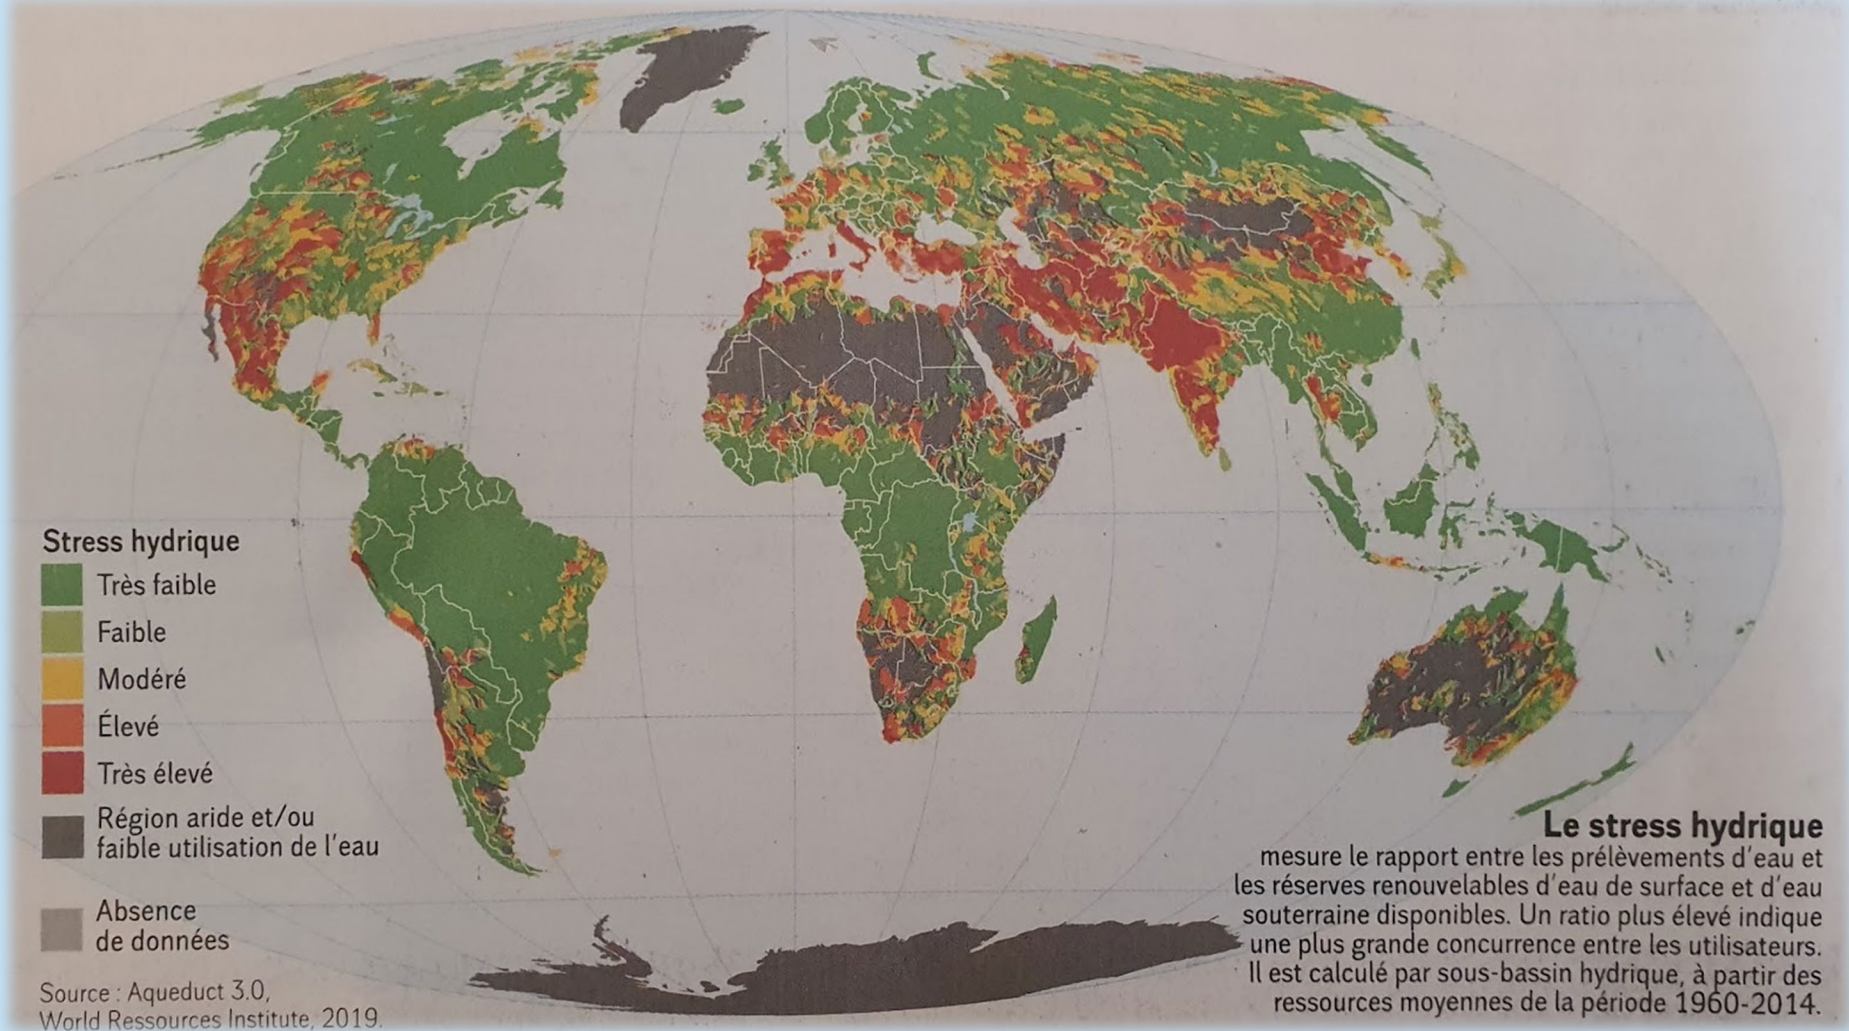 Stress hydrique
Très faible
Faible
Modéré
Élevé
Très élevé
Région aride et/ou
faible utilisation de l'eau
Absence
de données
Source : Aqueduct 3.0,
World Ressources Institute, 2019.
Le stress hydrique
mesure le rapport entre les prélèvements d'eau et
les réserves renouvelables d'eau de surface et d'eau
souterraine disponibles. Un ratio plus élevé indique
une plus grande concurrence entre les utilisateurs.
Il est calculé par sous-bassin hydrique, à partir des
ressources moyennes de la période 1960-2014.